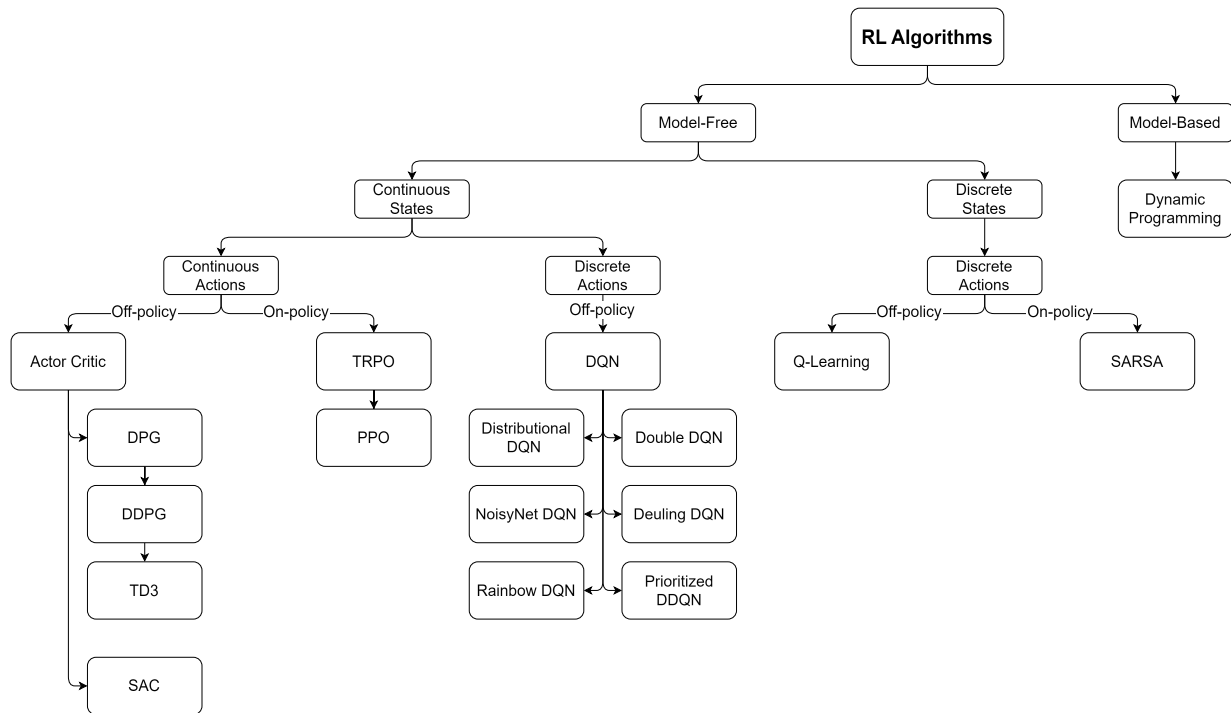 RL Algorithms
Model-Free
Model-Based
Continuous
States
Discrete
States
Dynamic
Programming
Continuous
Actions
Discrete
Actions
Discrete
Actions
Off-policy
On-policy
Off-policy
Off-policy
On-policy
Actor Critic
TRPO
DQN
Q-Learning
SARSA
DPG
PPO
Distributional
DQN
Double DQN
DDPG
NoisyNet DQN
Deuling DQN
TD3
Rainbow DQN
Prioritized
DDQN
SAC